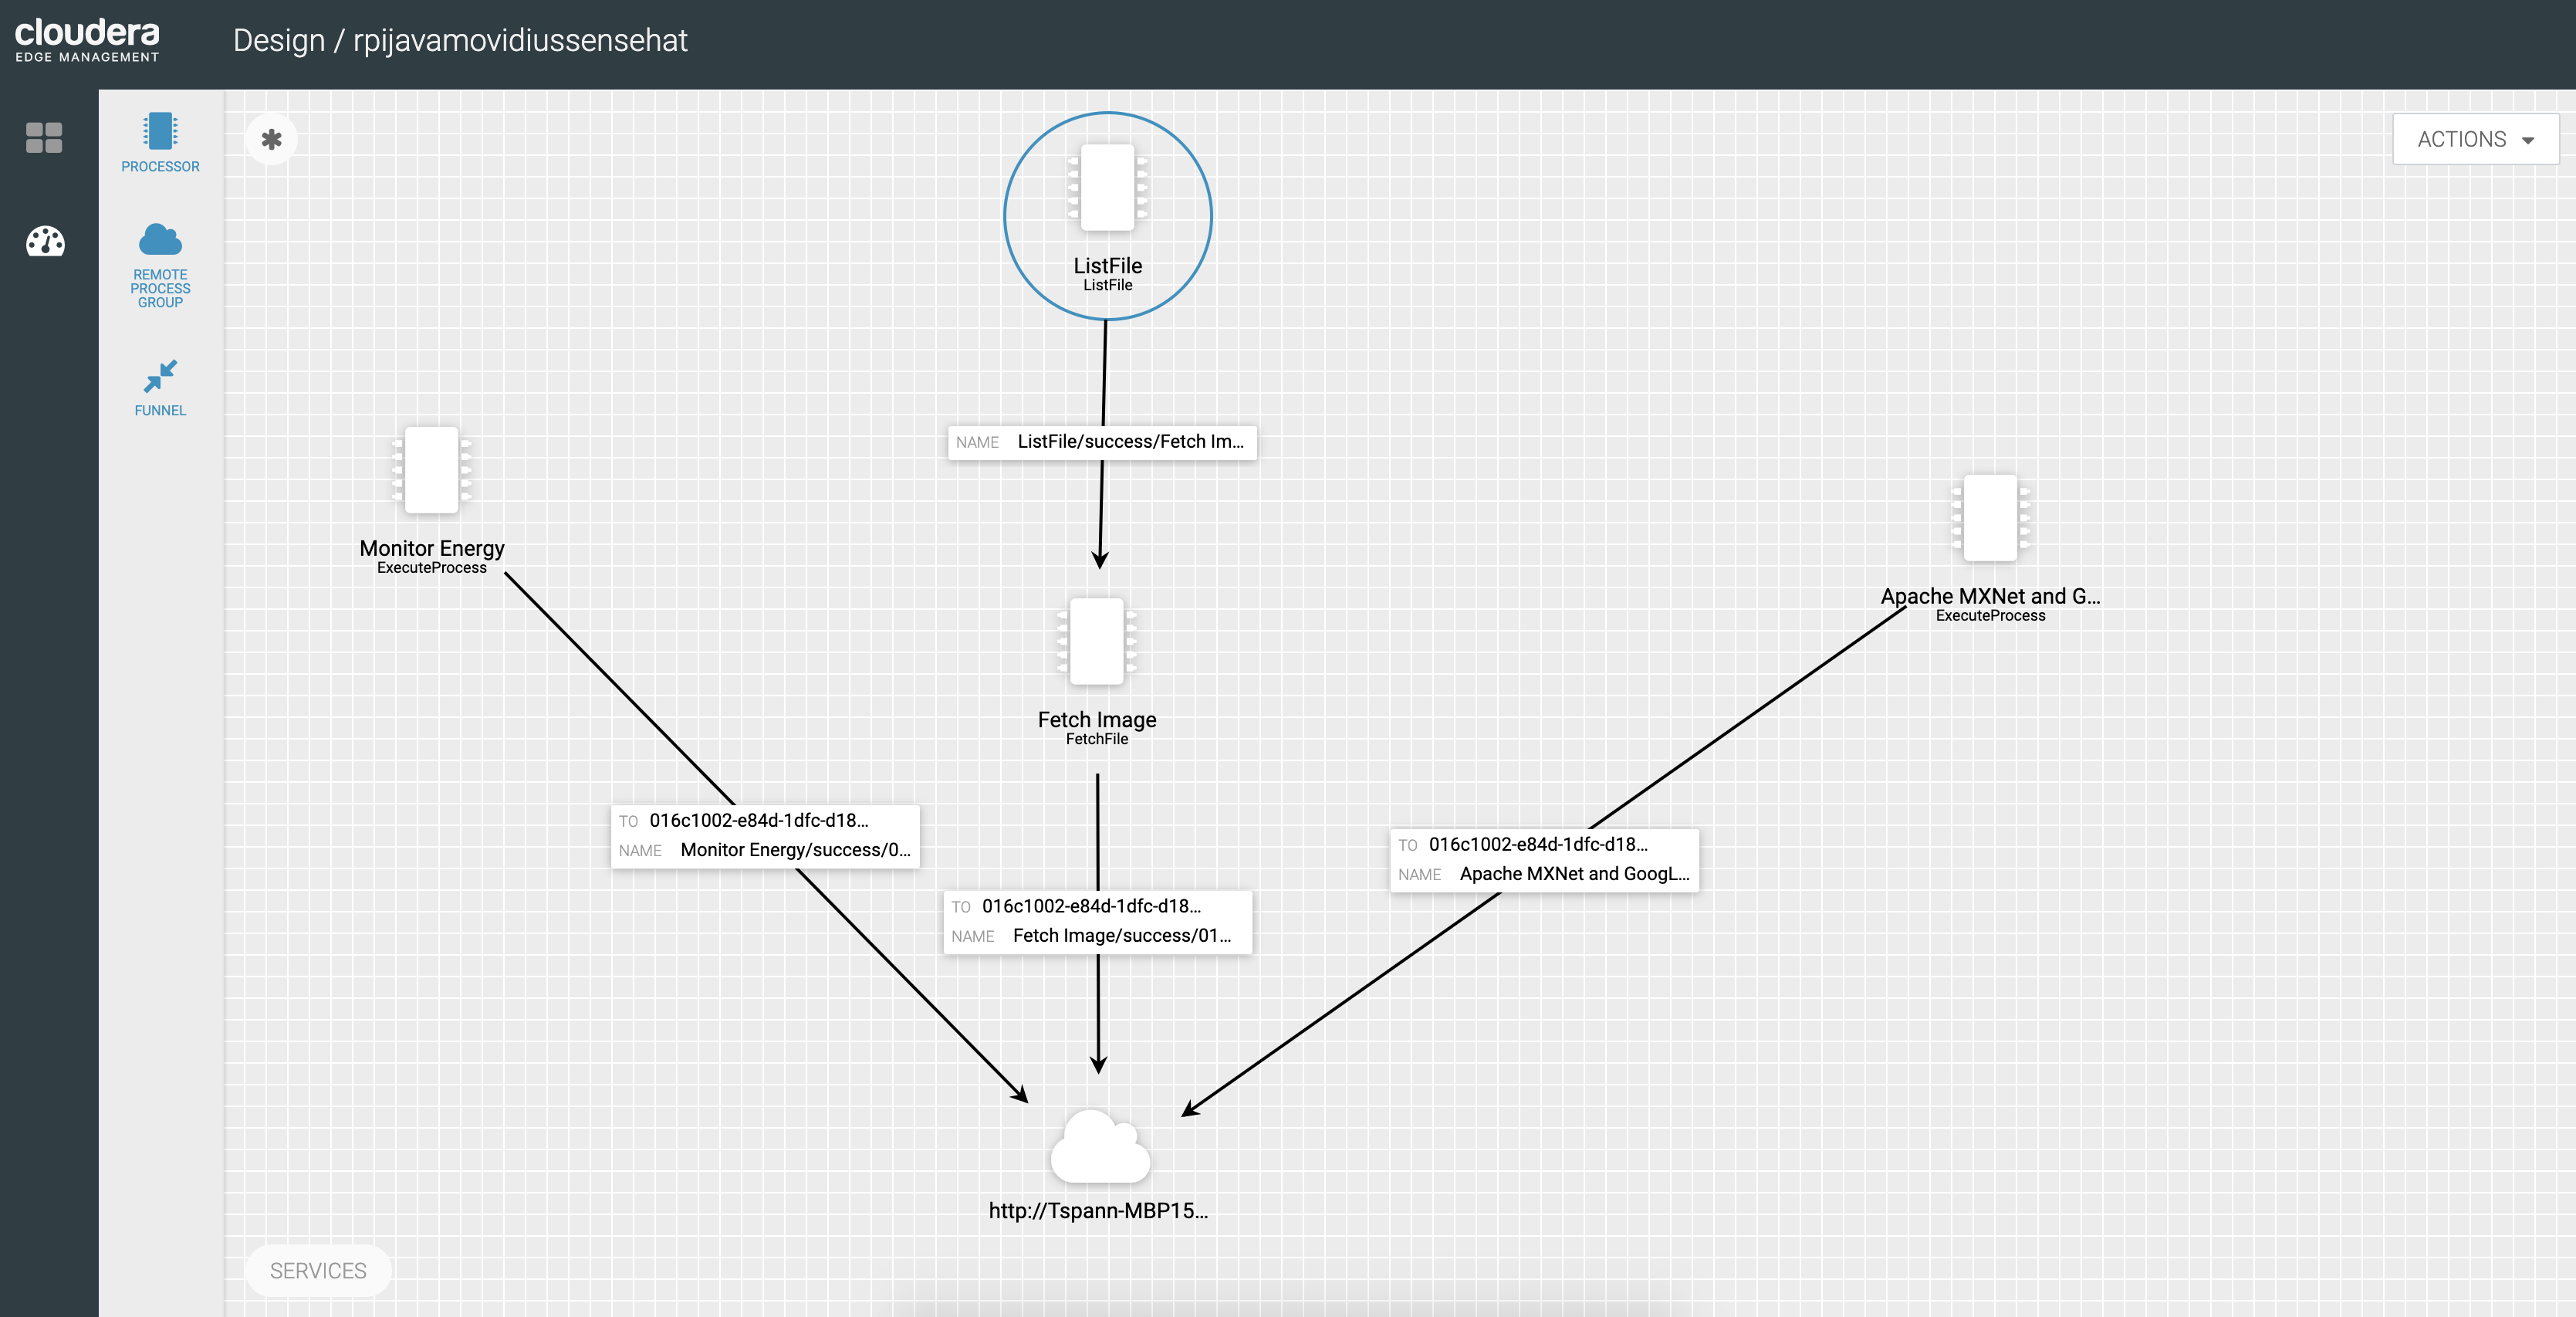 cloudera
EDGE MANAGEMENT
Design / rpijavamovidiussensehat
PROCESSOR
REMOTE
PROCESS
GROUP
FUNNEL
ACTIONS
ListFile
ListFile
NAME ListFile/success/Fetch Im...
Monitor Energy
ExecuteProcess
Apache MXNet and G...
ExecuteProcess
Fetch Image
FetchFile
TO 016c1002-e84d-1dfc-d18...
NAME Monitor Energy/success/0...
TO 016c1002-e84d-1dfc-d18...
NAME Apache MXNet and GoogL...
TO 016c1002-e84d-1dfc-d18...
NAME Fetch Image/success/01...
http://Tspann-MBP15...
SERVICES